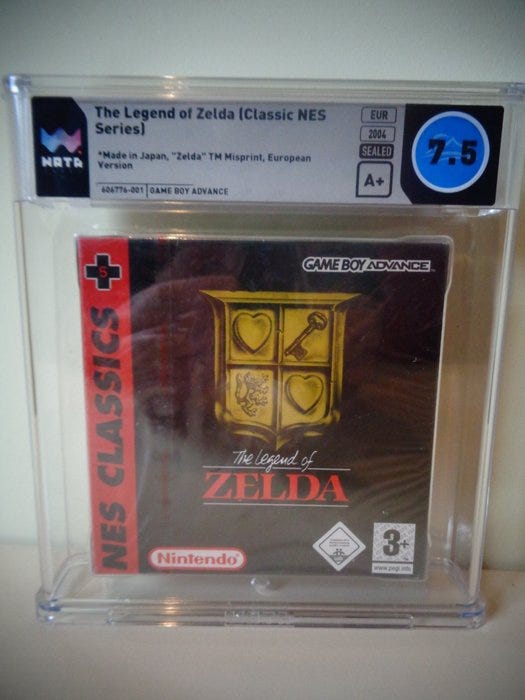 WATA
The Legend of Zelda (Classic NES
Series)
*Made in Japan, "Zelda" TM Misprint, European
Version
606776-001 GAME BOY ADVANCE
EUR
2004
SEALED
A+
7.5
5
NES CLASSICS
GAME BOY ADVANCE
The Legend of
ZELDA
Nintendo
3+
www.pegi.info